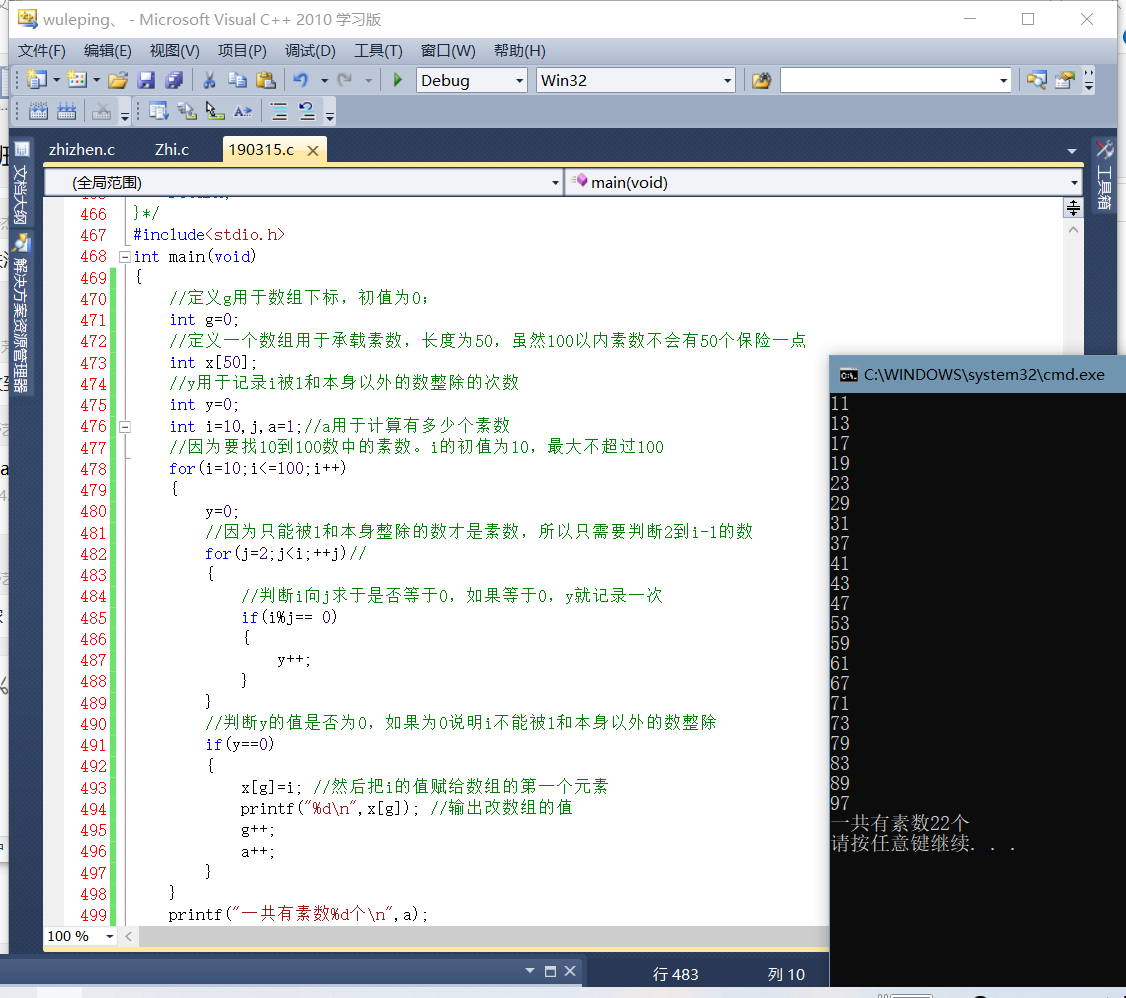 wuleping、 - Microsoft Visual C++ 2010 学习版
文件(F) 编辑(E) 视图(V) 项目(P) 调试(D) 工具(T) 窗口(W) 帮助(H)
Debug Win32
zhizhen.c Zhi.c 190315.c
文档大纲
解决方案资源管理器
工具箱
(全局范围) main(void)
466 }*/
467 #include<stdio.h>
468 int main(void)
469 {
470 //定义g用于数组下标，初值为0；
471 int g=0;
472 //定义一个数组用于承载素数，长度为50，虽然100以内素数不会有50个保险一点
473 int x[50];
474 //y用于记录i被1和本身以外的数整除的次数
475 int y=0;
476 int i=10,j,a=1;//a用于计算有多少个素数
477 //因为要找10到100数中的素数。i的初值为10，最大不超过100
478 for(i=10;i<=100;i++)
479 {
480 y=0;
481 //因为只能被1和本身整除的数才是素数，所以只需要判断2到i-1的数
482 for(j=2;j<i;++j)//
483 {
484 //判断i向j求于是否等于0，如果等于0，y就记录一次
485 if(i%j== 0)
486 {
487 y++;
488 }
489 }
490 //判断y的值是否为0，如果为0说明i不能被1和本身以外的数整除
491 if(y==0)
492 {
493 x[g]=i; //然后把i的值赋给数组的第一个元素
494 printf("%d\n",x[g]); //输出改数组的值
495 g++;
496 a++;
497 }
498 }
499 printf("一共有素数%d个\n",a);
100 %
行 483 列 10
C:\WINDOWS\system32\cmd.exe
11
13
17
19
23
29
31
37
41
43
47
53
59
61
67
71
73
79
83
89
97
一共有素数22个
请按任意键继续. . .